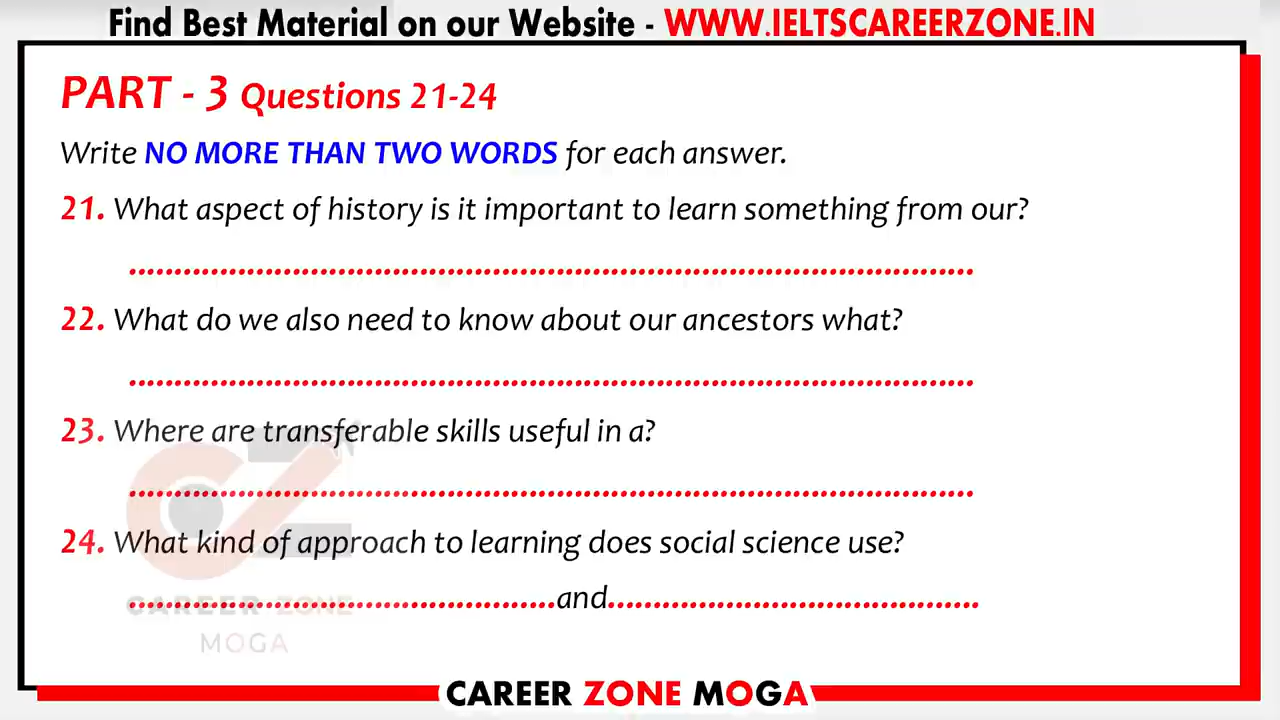 Find Best Material on our Website - WWW.IELTSCAREERZONE.IN
PART - 3 Questions 21-24
Write NO MORE THAN TWO WORDS for each answer.
21. What aspect of history is it important to learn something from our?
................................................................................................
22. What do we also need to know about our ancestors what?
................................................................................................
23. Where are transferable skills useful in a?
................................................................................................
24. What kind of approach to learning does social science use?
................................................and..........................................
CAREER ZONE
MOGA
CAREER ZONE MOGA